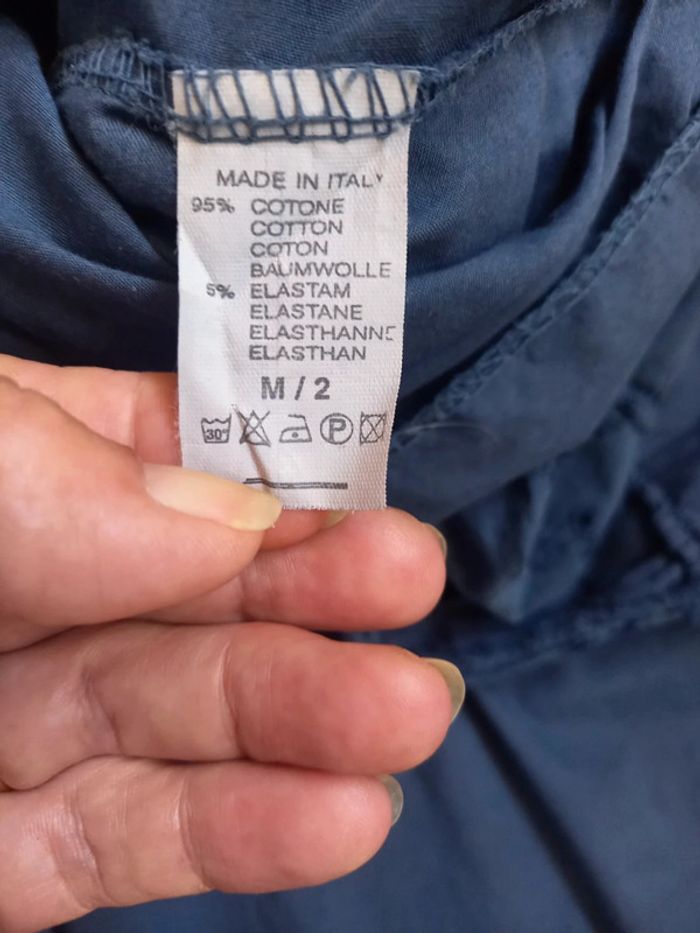 MADE IN ITALY
95% COTONE
COTTON
COTON
BAUMWOLLE
5% ELASTAM
ELASTANE
ELASTHANNE
ELASTHAN
M / 2
30° P